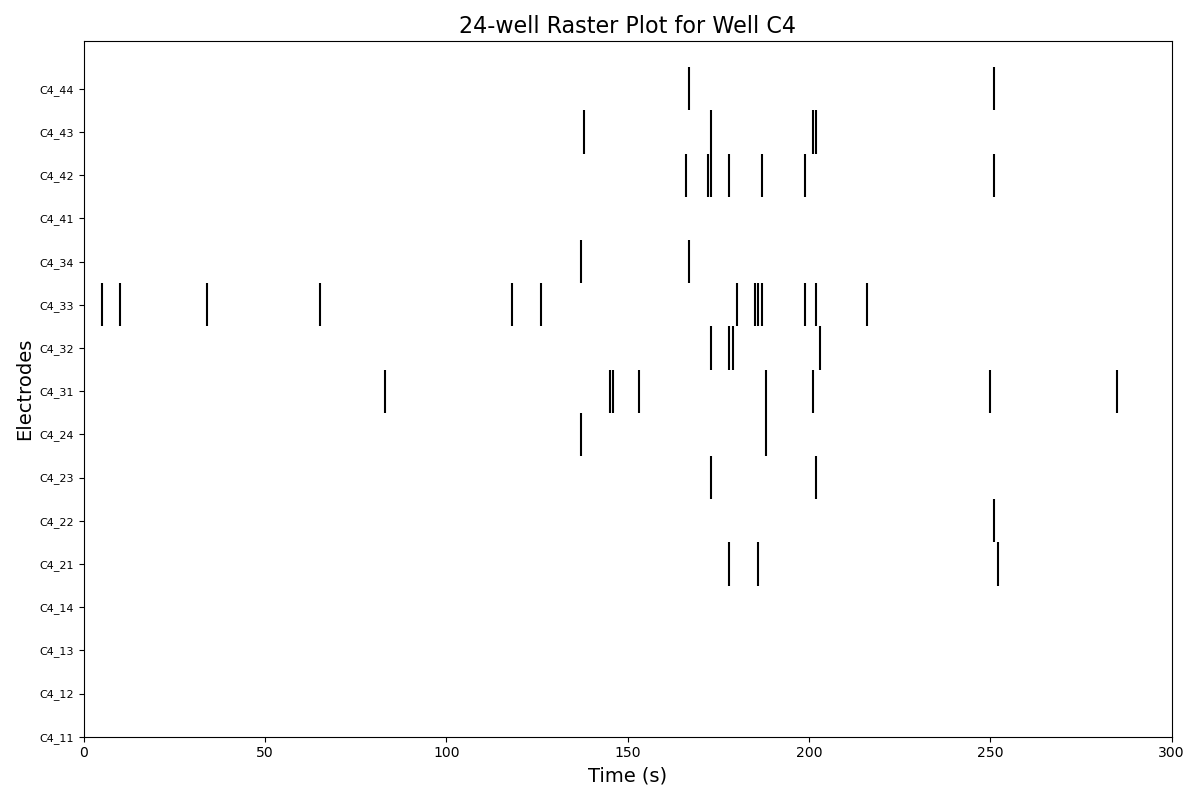 24-well Raster Plot for Well C4
Electrodes
C4_44
C4_43
C4_42
C4_41
C4_34
C4_33
C4_32
C4_31
C4_24
C4_23
C4_22
C4_21
C4_14
C4_13
C4_12
C4_11
0 50 100 150 200 250 300
Time (s)